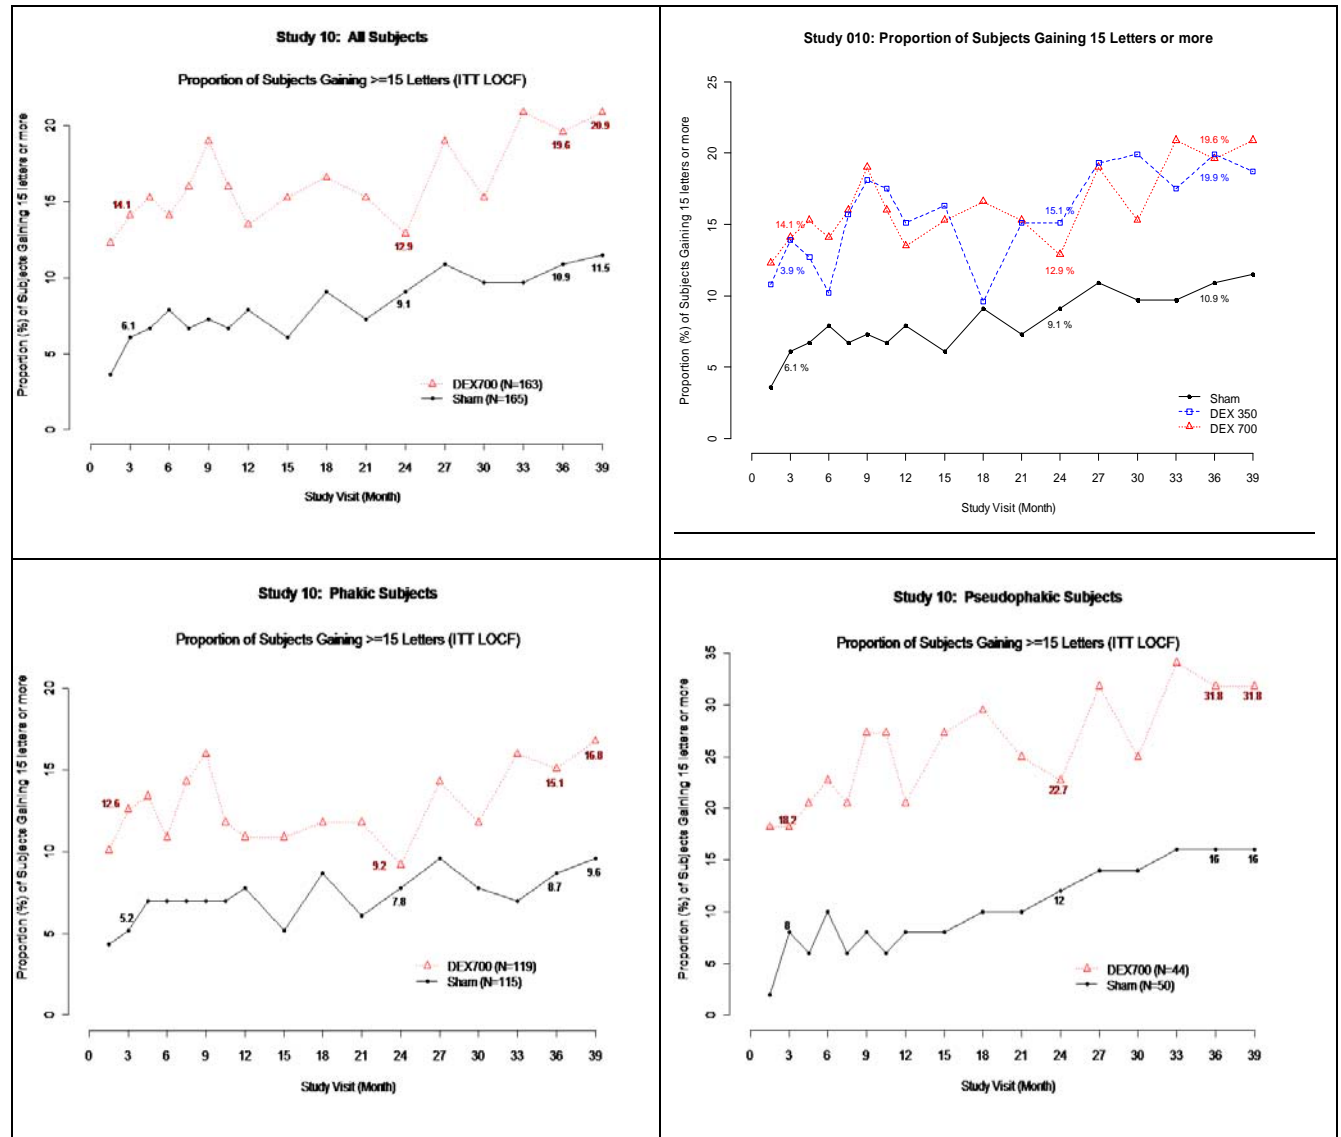 Study 10: All Subjects
Proportion of Subjects Gaining >=15 Letters (ITT LOCF)
Proportion (%) of Subjects Gaining 15 letters or more
20
15
10
5
0
14.1
12.9
19.6
20.9
6.1
9.1
10.9
11.5
DEX700 (N=163)
Sham (N=165)
0 3 6 9 12 15 18 21 24 27 30 33 36 39
Study Visit (Month)
Study 010: Proportion of Subjects Gaining 15 Letters or more
Proportion (%) of Subjects Gaining 15 letters or more
25
20
15
10
5
0
14.1 %
3.9 %
6.1 %
15.1 %
12.9 %
9.1 %
19.6 %
19.9 %
10.9 %
Sham
DEX 350
DEX 700
0 3 6 9 12 15 18 21 24 27 30 33 36 39
Study Visit (Month)
Study 10: Phakic Subjects
Proportion of Subjects Gaining >=15 Letters (ITT LOCF)
Proportion (%) of Subjects Gaining 15 letters or more
20
15
10
5
0
12.6
9.2
15.1
16.8
5.2
7.8
8.7
9.6
DEX700 (N=119)
Sham (N=115)
0 3 6 9 12 15 18 21 24 27 30 33 36 39
Study Visit (Month)
Study 10: Pseudophakic Subjects
Proportion of Subjects Gaining >=15 Letters (ITT LOCF)
Proportion (%) of Subjects Gaining 15 letters or more
35
30
25
20
15
10
5
0
18.2
22.7
31.8
31.8
8
12
16
16
DEX700 (N=44)
Sham (N=50)
0 3 6 9 12 15 18 21 24 27 30 33 36 39
Study Visit (Month)